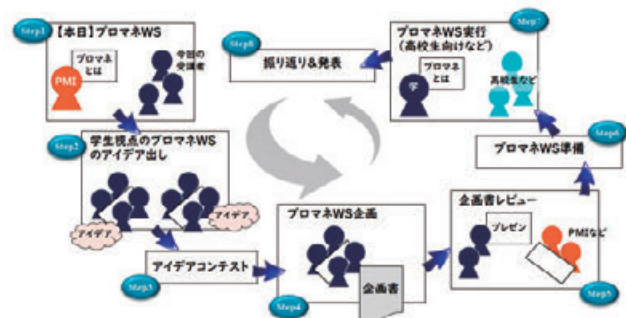 Step1
【本日】プロマネWS
プロマネ
とは
PMI
今回の
受講者
Step2
学生視点のプロマネWS
のアイデア出し
アイデア
アイデア
Step3
アイデアコンテスト
Step4
プロマネWS企画
企画書
Step5
企画書レビュー
プレゼン
PMIなど
Step6
プロマネWS準備
Step7
プロマネWS実行
(高校生向けなど)
学
プロマネ
とは
高校生など
Step8
振り返り&発表